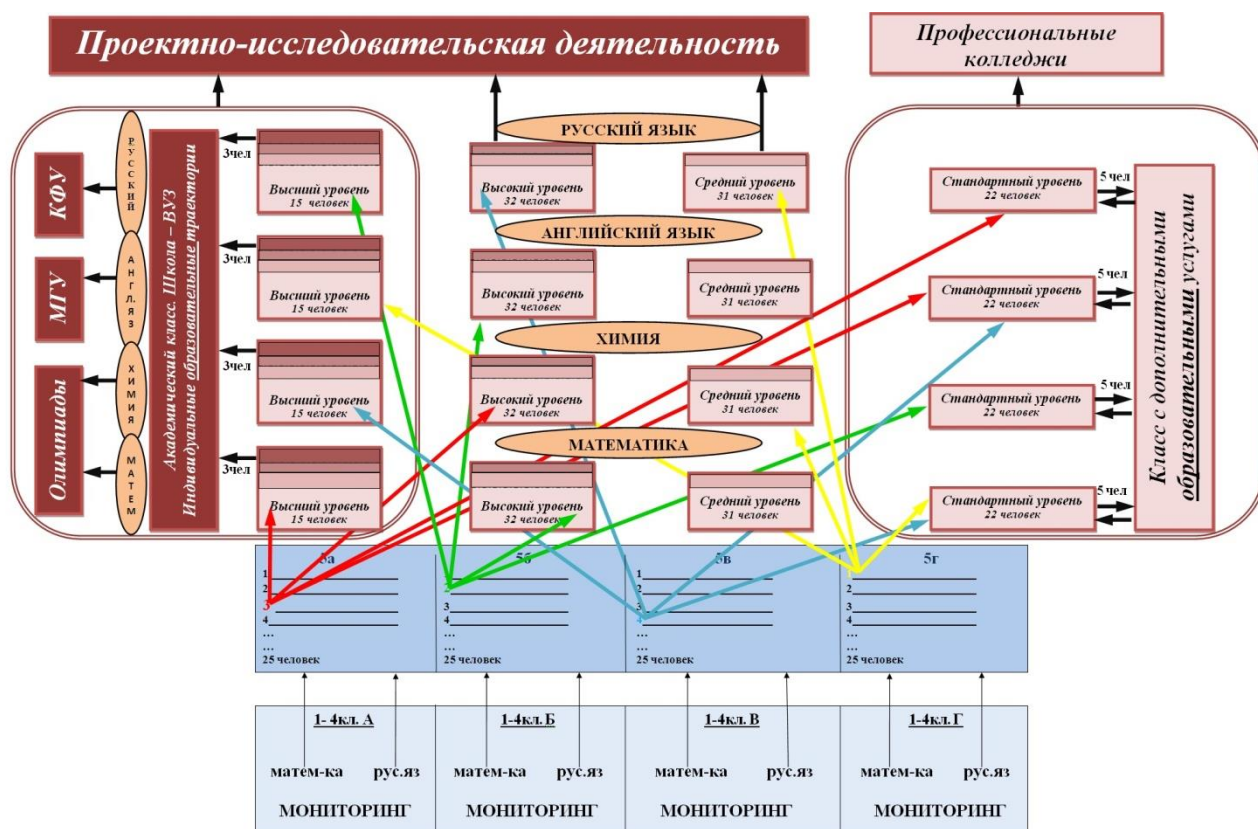 Проектно-исследовательская деятельность
Профессиональные
колледжи
РУССКИЙ ЯЗЫК
КФУ
МГУ
Олимпиады
РУССКИЙ
АНГЛ.ЯЗ
ХИМИЯ
МАТЕМ
Академический класс. Школа – ВУЗ
Индивидуальные образовательные траектории
3чел
Высший уровень
15 человек
Высокий уровень
32 человек
Средний уровень
31 человек
Стандартный уровень
22 человек
5 чел
АНГЛИЙСКИЙ ЯЗЫК
3чел
Высший уровень
15 человек
Высокий уровень
32 человек
Средний уровень
31 человек
Стандартный уровень
22 человек
5 чел
ХИМИЯ
3чел
Высший уровень
15 человек
Высокий уровень
32 человек
Средний уровень
31 человек
Стандартный уровень
22 человек
5 чел
МАТЕМАТИКА
3чел
Высший уровень
15 человек
Высокий уровень
32 человек
Средний уровень
31 человек
Стандартный уровень
22 человек
5 чел
Класс с дополнительными
образовательными услугами
5а
1
2
3
4
...
...
25 человек
5б
1
2
3
4
...
...
25 человек
5в
1
2
3
4
...
...
25 человек
5г
1
2
3
4
...
...
25 человек
1- 4кл. А
матем-ка рус.яз
МОНИТОРИНГ
1-4кл. Б
матем-ка рус.яз
МОНИТОРИНГ
1-4кл. В
матем-ка рус.яз
МОНИТОРИНГ
1-4кл. Г
матем-ка рус.яз
МОНИТОРИНГ